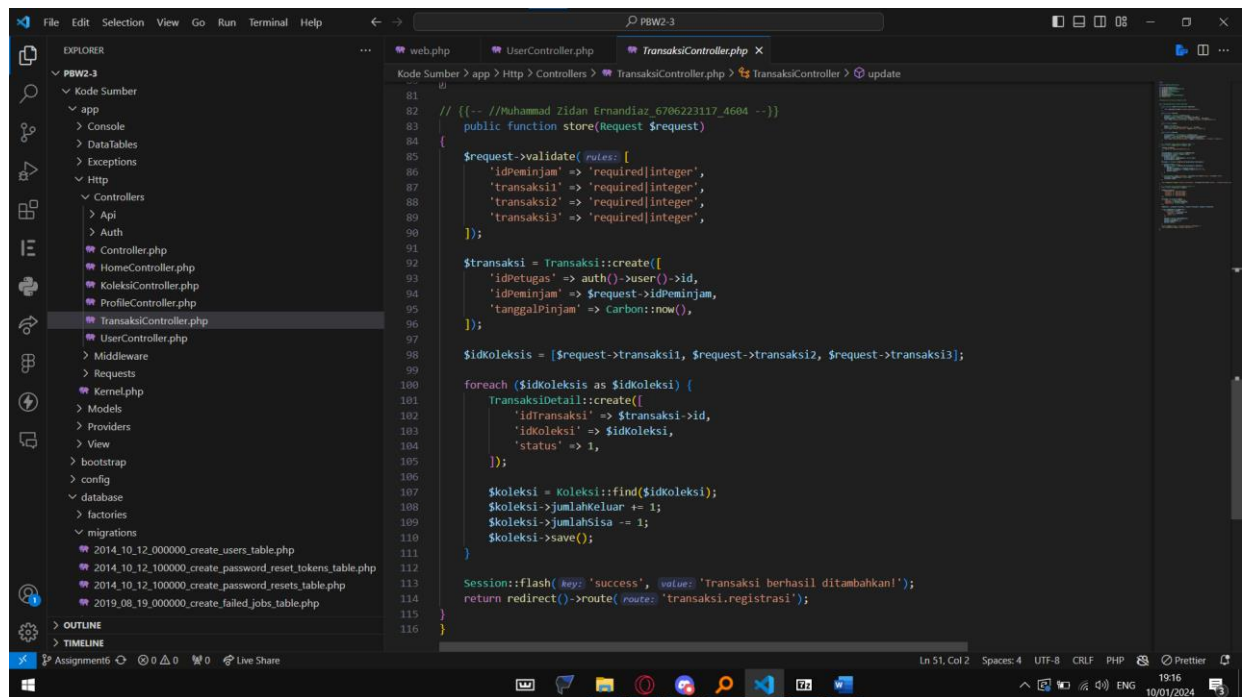 File Edit Selection View Go Run Terminal Help
PBW2-3
EXPLORER
PBW2-3
Kode Sumber
app
Console
DataTables
Exceptions
Http
Controllers
Api
Auth
Controller.php
HomeController.php
KoleksiController.php
ProfileController.php
TransaksiController.php
UserController.php
Middleware
Requests
Kernel.php
Models
Providers
View
bootstrap
config
database
factories
migrations
2014_10_12_000000_create_users_table.php
2014_10_12_100000_create_password_reset_tokens_table.php
2014_10_12_100000_create_password_resets_table.php
2019_08_19_000000_create_failed_jobs_table.php
OUTLINE
TIMELINE
web.php UserController.php TransaksiController.php
Kode Sumber > app > Http > Controllers > TransaksiController.php > TransaksiController > update
81
82 // {{-- //Muhammad Zidan Ernandiaz_6706223117_4604 --}}
83 public function store(Request $request)
84 {
85 $request->validate( rules: [
86 'idPeminjam' => 'required|integer',
87 'transaksi1' => 'required|integer',
88 'transaksi2' => 'required|integer',
89 'transaksi3' => 'required|integer',
90 ]);
91
92 $transaksi = Transaksi::create([
93 'idPetugas' => auth()->user()->id,
94 'idPeminjam' => $request->idPeminjam,
95 'tanggalPinjam' => Carbon::now(),
96 ]);
97
98 $idKoleksis = [$request->transaksi1, $request->transaksi2, $request->transaksi3];
99
100 foreach ($idKoleksis as $idKoleksi) {
101 TransaksiDetail::create([
102 'idTransaksi' => $transaksi->id,
103 'idKoleksi' => $idKoleksi,
104 'status' => 1,
105 ]);
106
107 $koleksi = Koleksi::find($idKoleksi);
108 $koleksi->jumlahKeluar += 1;
109 $koleksi->jumlahSisa -= 1;
110 $koleksi->save();
111 }
112
113 Session::flash( key: 'success', value: 'Transaksi berhasil ditambahkan!');
114 return redirect()->route( route: 'transaksi.registrasi');
115 }
116 }
Assignment6 0 0 0 Live Share
Ln 51, Col 2 Spaces: 4 UTF-8 CRLF PHP Prettier
ENG 19:16
10/01/2024